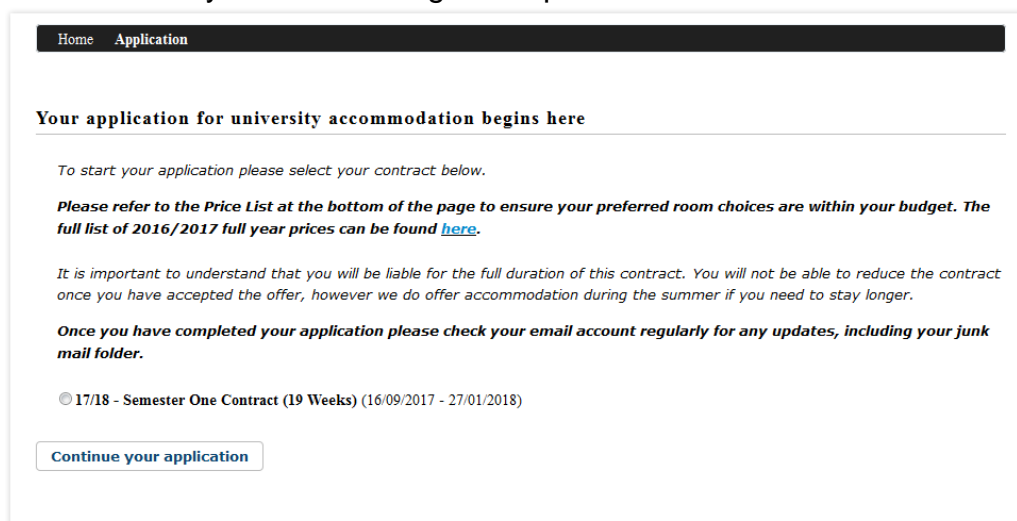 Home Application
Your application for university accommodation begins here
To start your application please select your contract below.
Please refer to the Price List at the bottom of the page to ensure your preferred room choices are within your budget. The
full list of 2016/2017 full year prices can be found here.
It is important to understand that you will be liable for the full duration of this contract. You will not be able to reduce the contract
once you have accepted the offer, however we do offer accommodation during the summer if you need to stay longer.
Once you have completed your application please check your email account regularly for any updates, including your junk
mail folder.
17/18 - Semester One Contract (19 Weeks) (16/09/2017 - 27/01/2018)
Continue your application